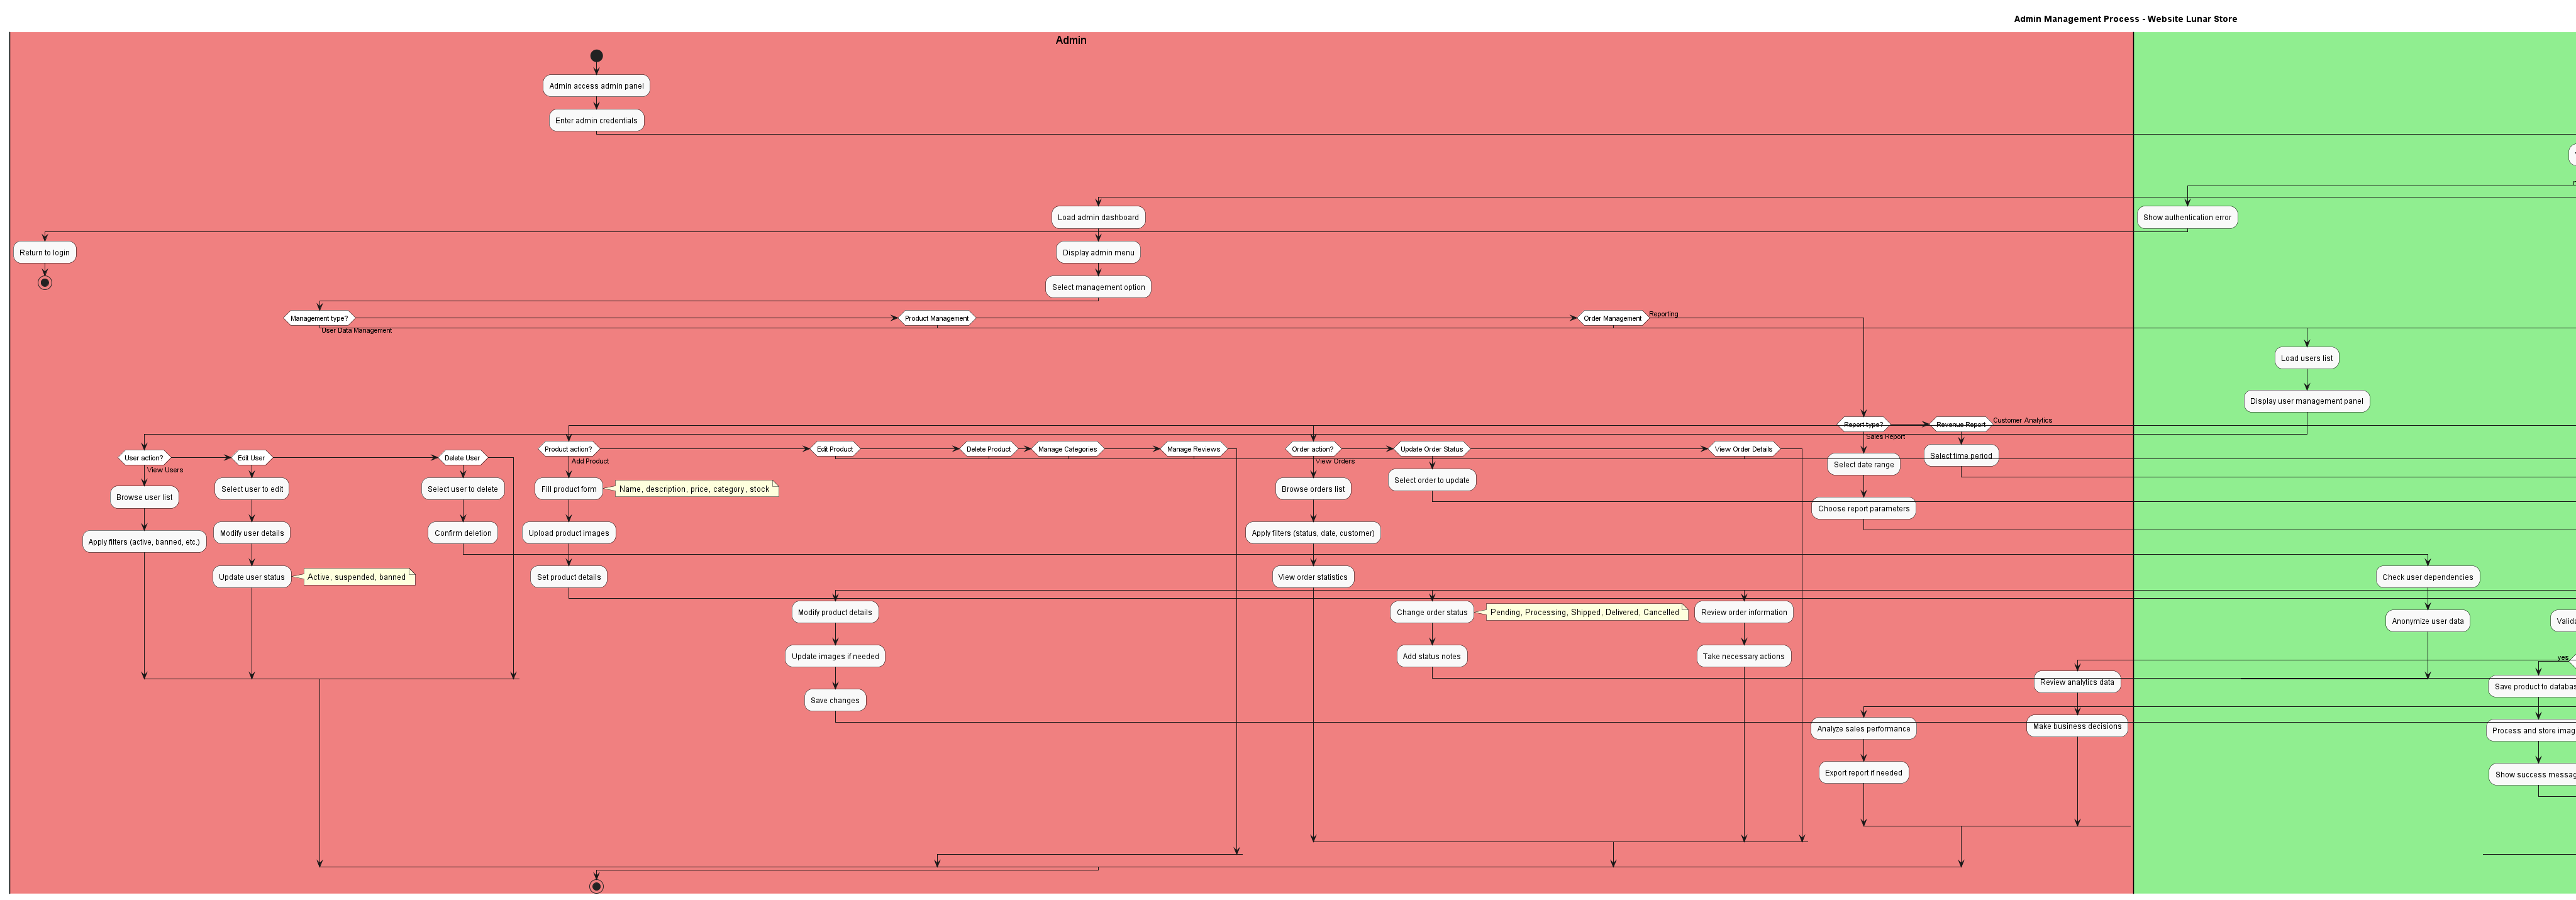 Admin Management Process - Website Lunar Store
Admin
Admin access admin panel
Enter admin credentials
Load admin dashboard
Show authentication error
Return to login
Display admin menu
Select management option
Management type?
User Data Management
Product Management
Order Management
Reporting
Load users list
Display user management panel
Report type?
Sales Report
Revenue Report
Customer Analytics
User action?
View Users
Edit User
Delete User
Product action?
Add Product
Edit Product
Delete Product
Manage Categories
Manage Reviews
Order action?
View Orders
Update Order Status
View Order Details
Select date range
Select time period
Browse user list
Select user to edit
Select user to delete
Fill product form
Name, description, price, category, stock
Browse orders list
Select order to update
Choose report parameters
Apply filters (active, banned, etc.)
Modify user details
Confirm deletion
Upload product images
Apply filters (status, date, customer)
Update user status
Active, suspended, banned
Set product details
View order statistics
Check user dependencies
Modify product details
Change order status
Pending, Processing, Shipped, Delivered, Cancelled
Review order information
Anonymize user data
Valida
Update images if needed
Add status notes
Take necessary actions
yes
Review analytics data
Save product to databas
Save changes
Analyze sales performance
Make business decisions
Process and store imag
Export report if needed
Show success messag